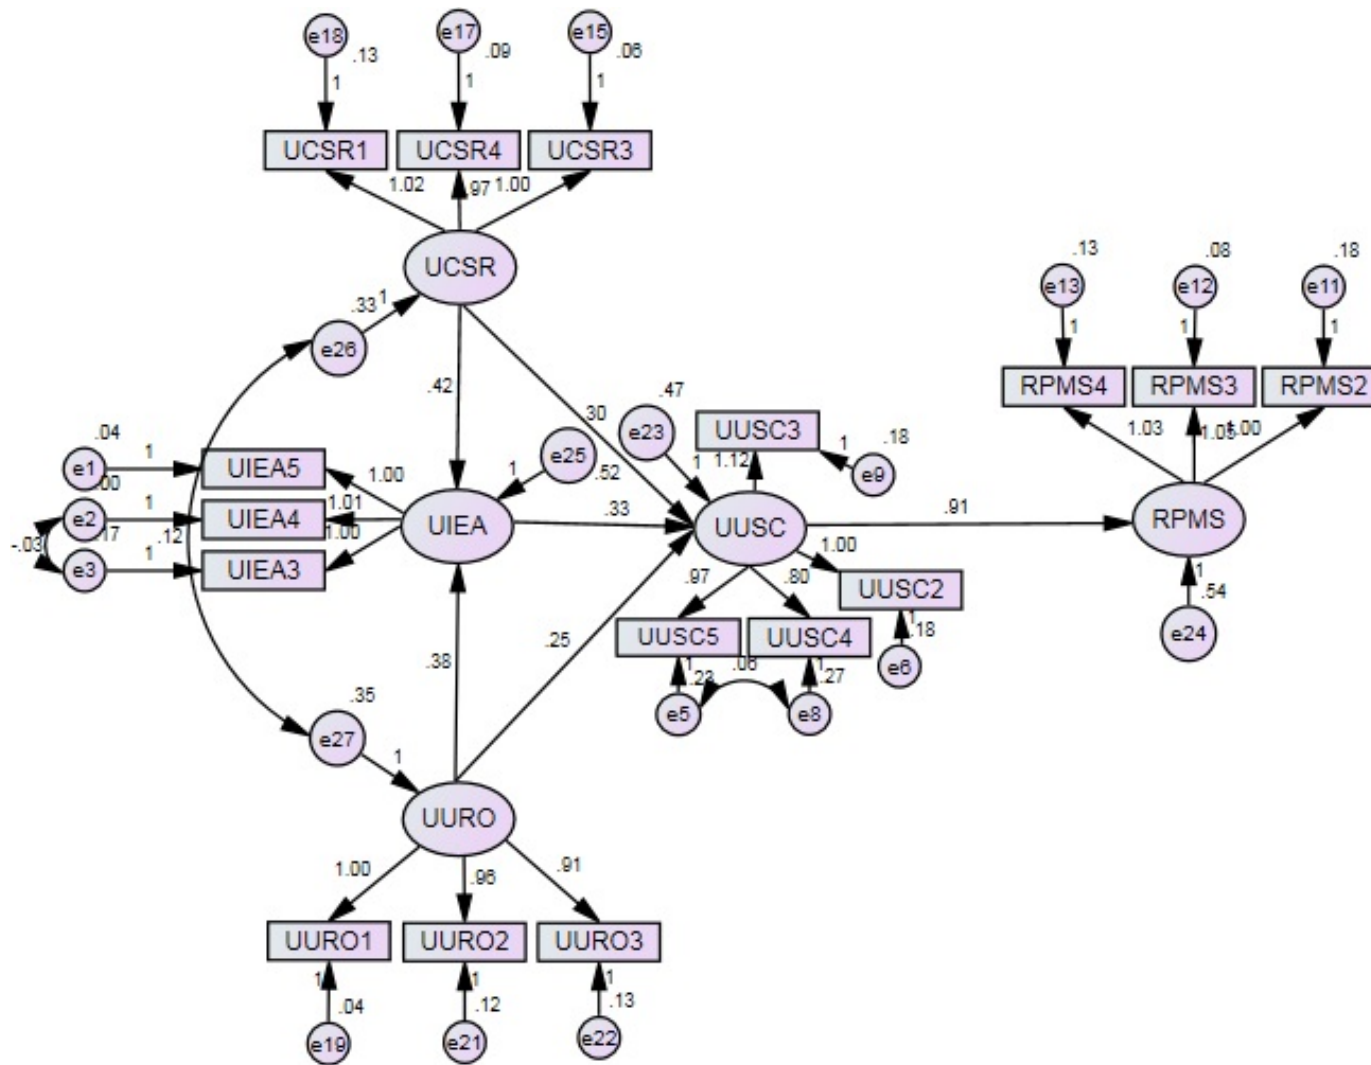 e18 e17 e15
.13 .09 .06
1 1 1
UCSR1 UCSR4 UCSR3
1.02 .97 1.00
UCSR
.33 1
e26
.13 .08 .18
e13 e12 e11
1 1 1
RPMS4 RPMS3 RPMS2
1.03 1.05 1.00
.42 .30 .47
e23 UUSC3
.04 1 e25 1 1.12 1 .18
e1 UIEA5 1.00 1 .52 e9
.00
e2 1 UIEA4 1.01 UIEA .33 UUSC .91 RPMS
-.03 .17 .12 1.00 1.00
e3 1 UIEA3 .97 .80 UUSC2 1 .54
UUSC5 UUSC4 1 .18 e24
.38 .25 1 .06 1 e6
.23 .27
.35 e5 e8
e27 1
UURO
1.00 .96 .91
UURO1 UURO2 UURO3
1 1 1
.04 .12 .13
e19 e21 e22